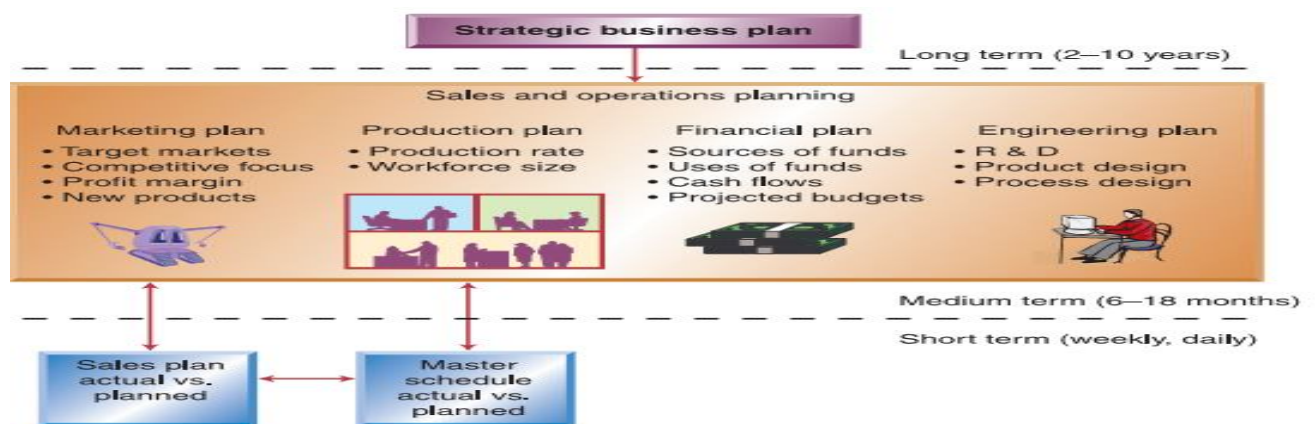 Strategic business plan
Long term (2–10 years)
Sales and operations planning
Marketing plan
• Target markets
• Competitive focus
• Profit margin
• New products
Production plan
• Production rate
• Workforce size
Financial plan
• Sources of funds
• Uses of funds
• Cash flows
• Projected budgets
Engineering plan
• R & D
• Product design
• Process design
Medium term (6–18 months)
Short term (weekly, daily)
Sales plan
actual vs.
planned
Master
schedule
actual vs.
planned